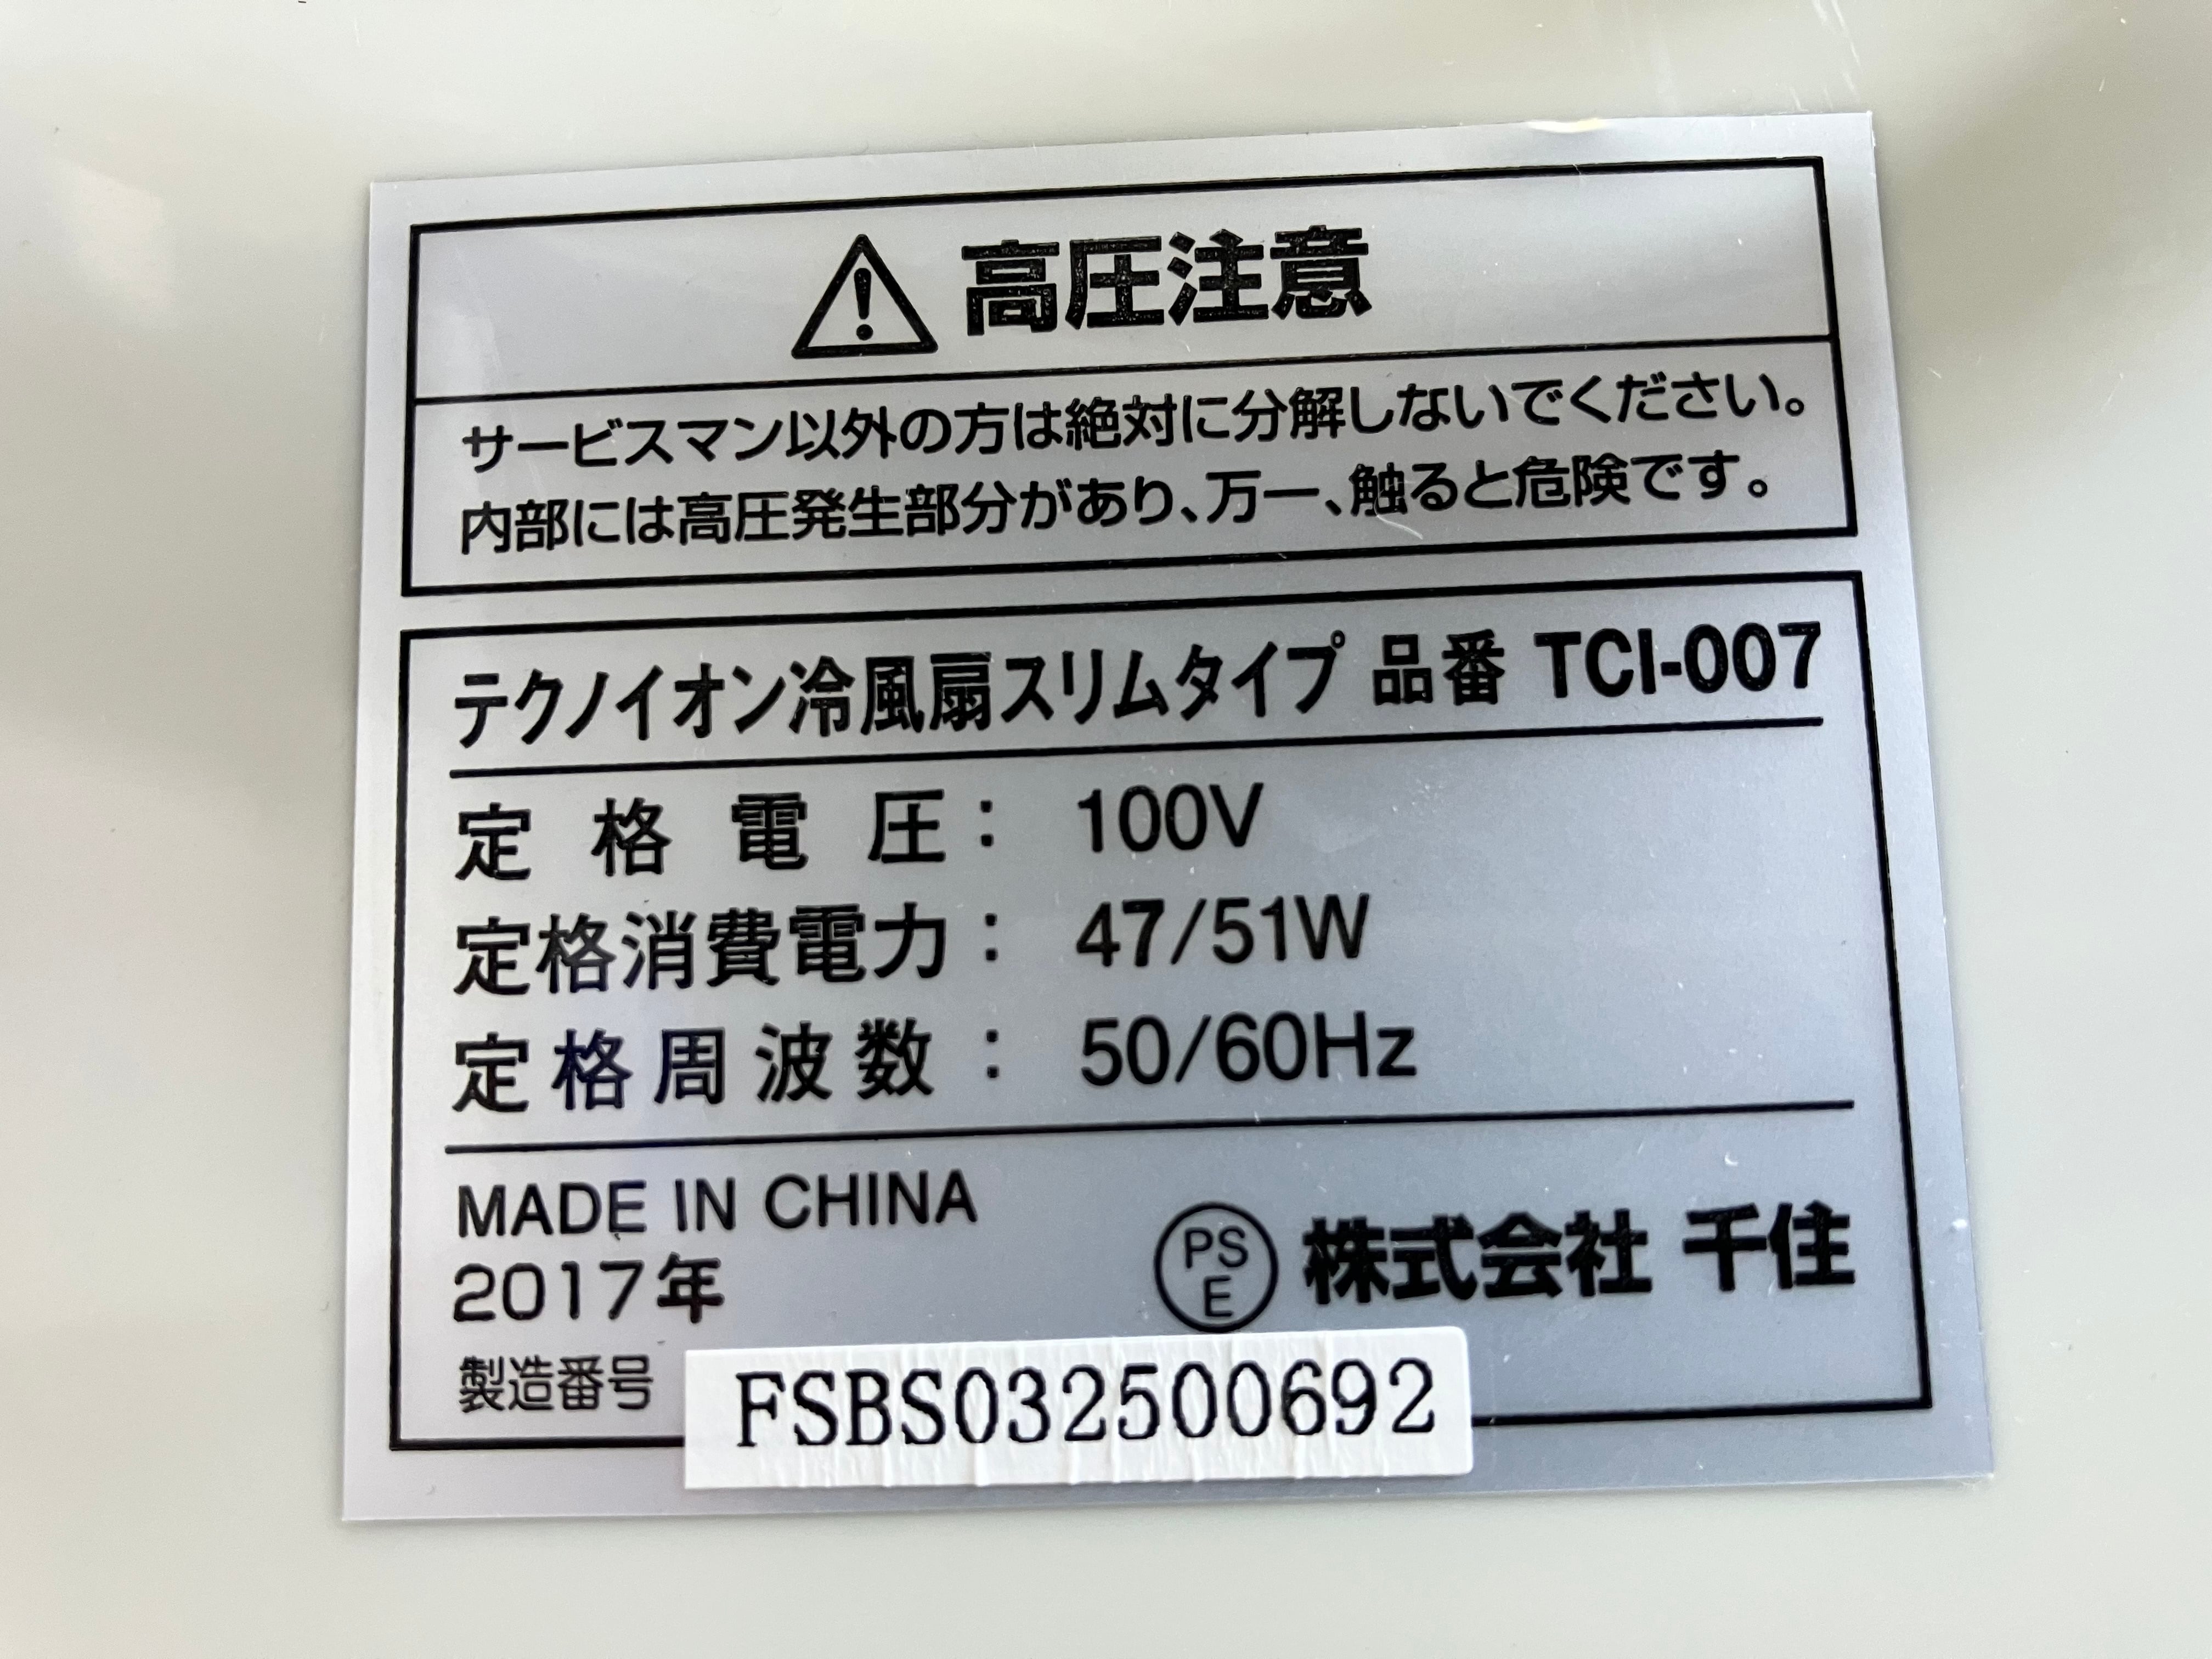 高圧注意
サービスマン以外の方は絶対に分解しないでください。
内部には高圧発生部分があり、万一、触ると危険です。
テクノイオン冷風扇スリムタイプ 品番 TCI-007
定格電圧： 100V
定格消費電力： 47/51W
定格周波数： 50/60Hz
MADE IN CHINA
2017年
PSE 株式会社 千住
製造番号 FSBS032500692